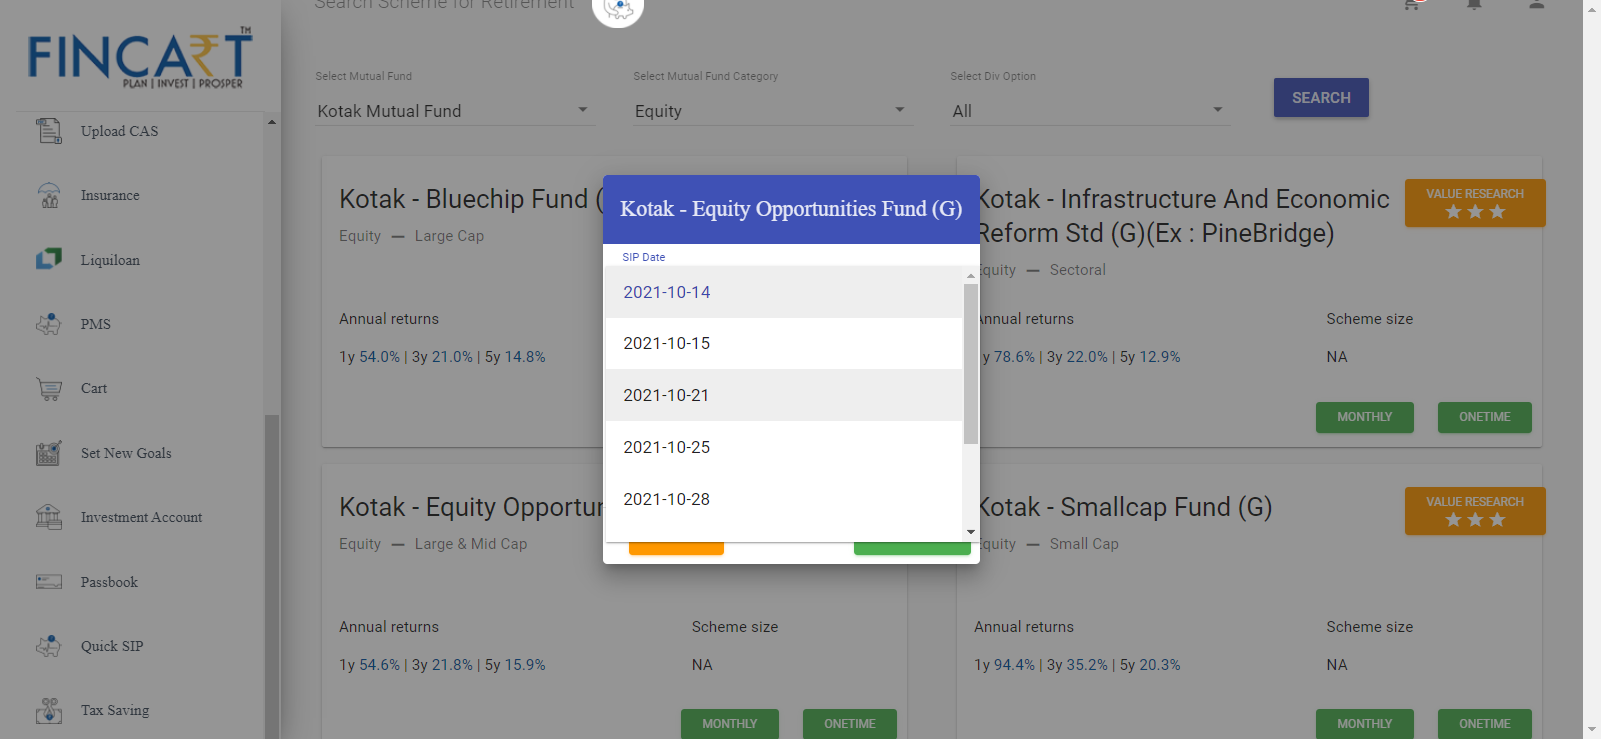 Search Scheme for Retirement
FINCART TM
PLAN | INVEST | PROSPER
Upload CAS
Insurance
Liquiloan
PMS
Cart
Set New Goals
Investment Account
Passbook
Quick SIP
Tax Saving
Select Mutual Fund
Kotak Mutual Fund
Select Mutual Fund Category
Equity
Select Div Option
All
SEARCH
Kotak - Bluechip Fund (
Equity — Large Cap
Annual returns
1y 54.0% | 3y 21.0% | 5y 14.8%
Kotak - Infrastructure And Economic
Reform Std (G)(Ex : PineBridge)
Equity — Sectoral
VALUE RESEARCH
Annual returns
Scheme size
y 78.6% | 3y 22.0% | 5y 12.9%
NA
MONTHLY
ONETIME
Kotak - Equity Opportunities Fund (G)
SIP Date
2021-10-14
2021-10-15
2021-10-21
2021-10-25
2021-10-28
Kotak - Equity Opportu
Equity — Large & Mid Cap
Annual returns
Scheme size
1y 54.6% | 3y 21.8% | 5y 15.9%
NA
MONTHLY
ONETIME
Kotak - Smallcap Fund (G)
Equity — Small Cap
VALUE RESEARCH
Annual returns
Scheme size
1y 94.4% | 3y 35.2% | 5y 20.3%
NA
MONTHLY
ONETIME